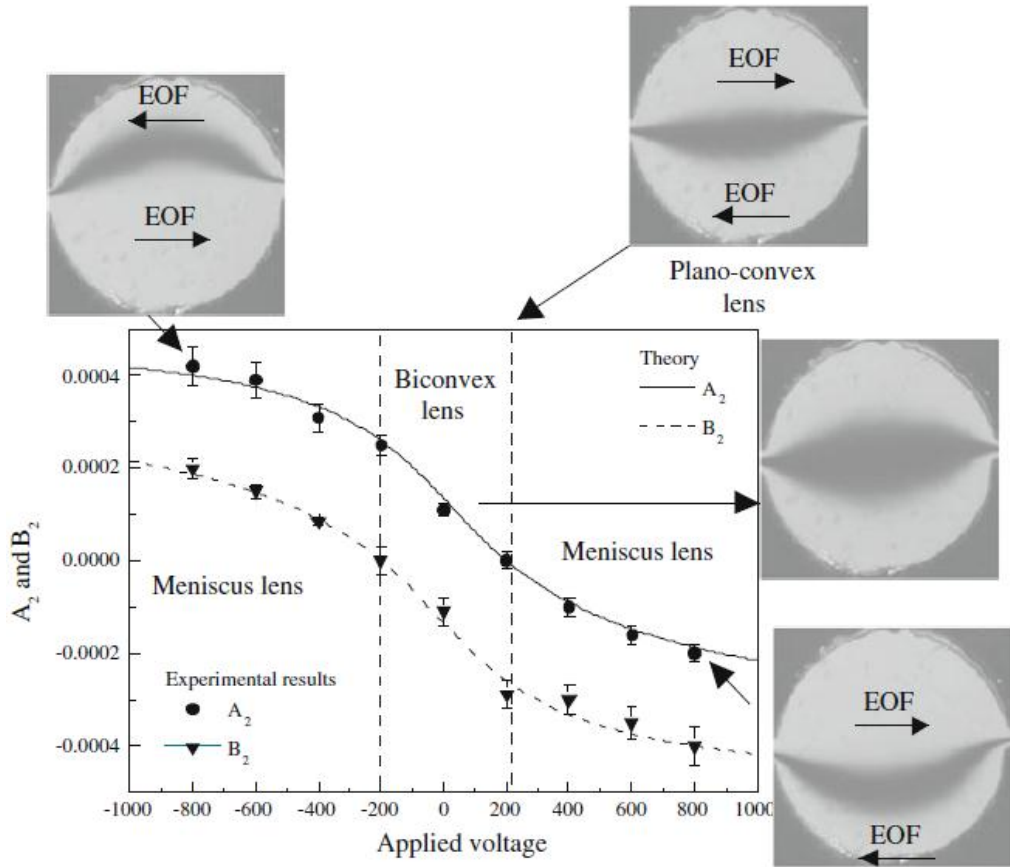 EOF
EOF
EOF
EOF
Plano-convex
lens
Biconvex
lens
Theory
A2
B2
Meniscus lens
Meniscus lens
Experimental results
A2
B2
A2 and B2
0.0004
0.0002
0.0000
-0.0002
-0.0004
-1000 -800 -600 -400 -200 0 200 400 600 800 1000
Applied voltage
EOF
EOF